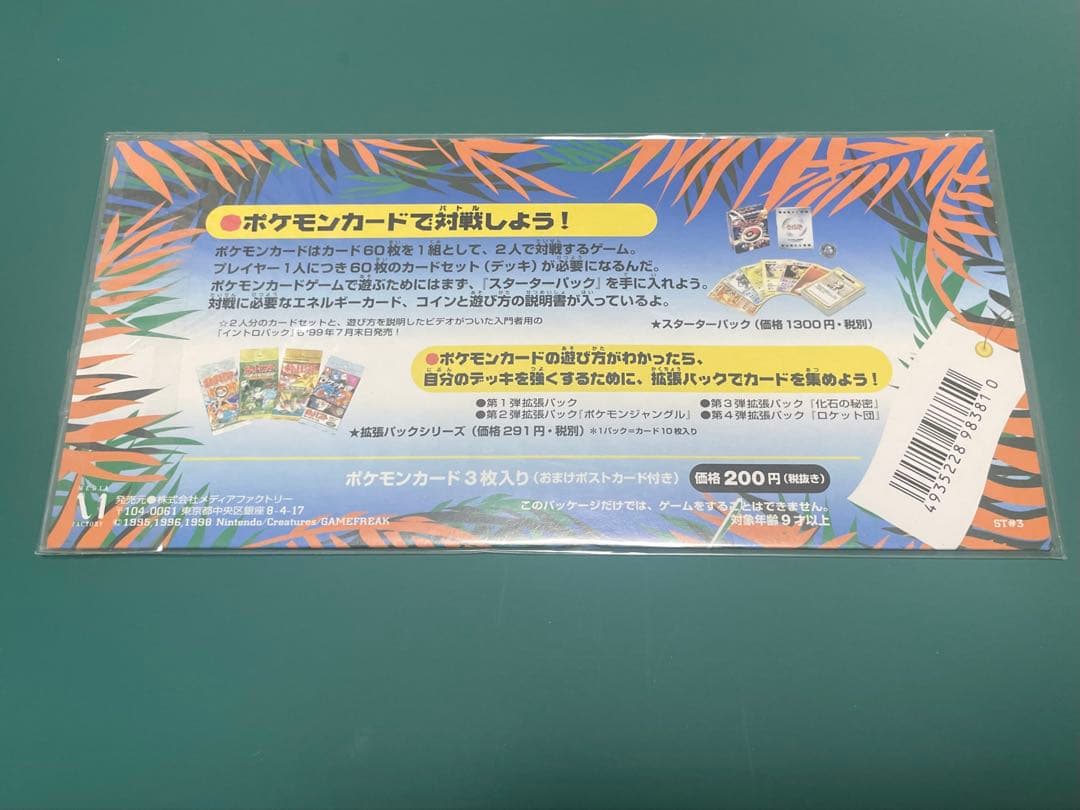 ●ポケモンカードで対戦しよう！
バトル
ポケモンカードはカード60枚を1組として、2人で対戦するゲーム。
プレイヤー1人につき60枚のカードセット（デッキ）が必要になるんだ。
ポケモンカードゲームで遊ぶためにはまず、『スターターパック』を手に入れよう。
対戦に必要なエネルギーカード、コインと遊び方の説明書が入っているよ。
☆2人分のカードセットと、遊び方を説明したビデオがついた入門者用の
『イントロパック』も'99年7月末日発売！
★スターターパック（価格1300円・税別）
●ポケモンカードの遊び方がわかったら、
自分のデッキを強くするために、拡張パックでカードを集めよう！
●第1弾拡張パック
●第2弾拡張パック『ポケモンジャングル』
●第3弾拡張パック『化石の秘密』
●第4弾拡張パック『ロケット団』
★拡張パックシリーズ（価格291円・税別）＊1パック＝カード10枚入り
ポケモンカード3枚入り（おまけポストカード付き） 価格200円（税抜き）
このパッケージだけでは、ゲームをすることはできません。
対象年齢9才以上
MEDIA
FACTORY
発売元●株式会社メディアファクトリー
〒104-0061 東京都中央区銀座8-4-17
©1995,1996,1998 Nintendo/Creatures/GAMEFREAK
4935228983810
ST#3